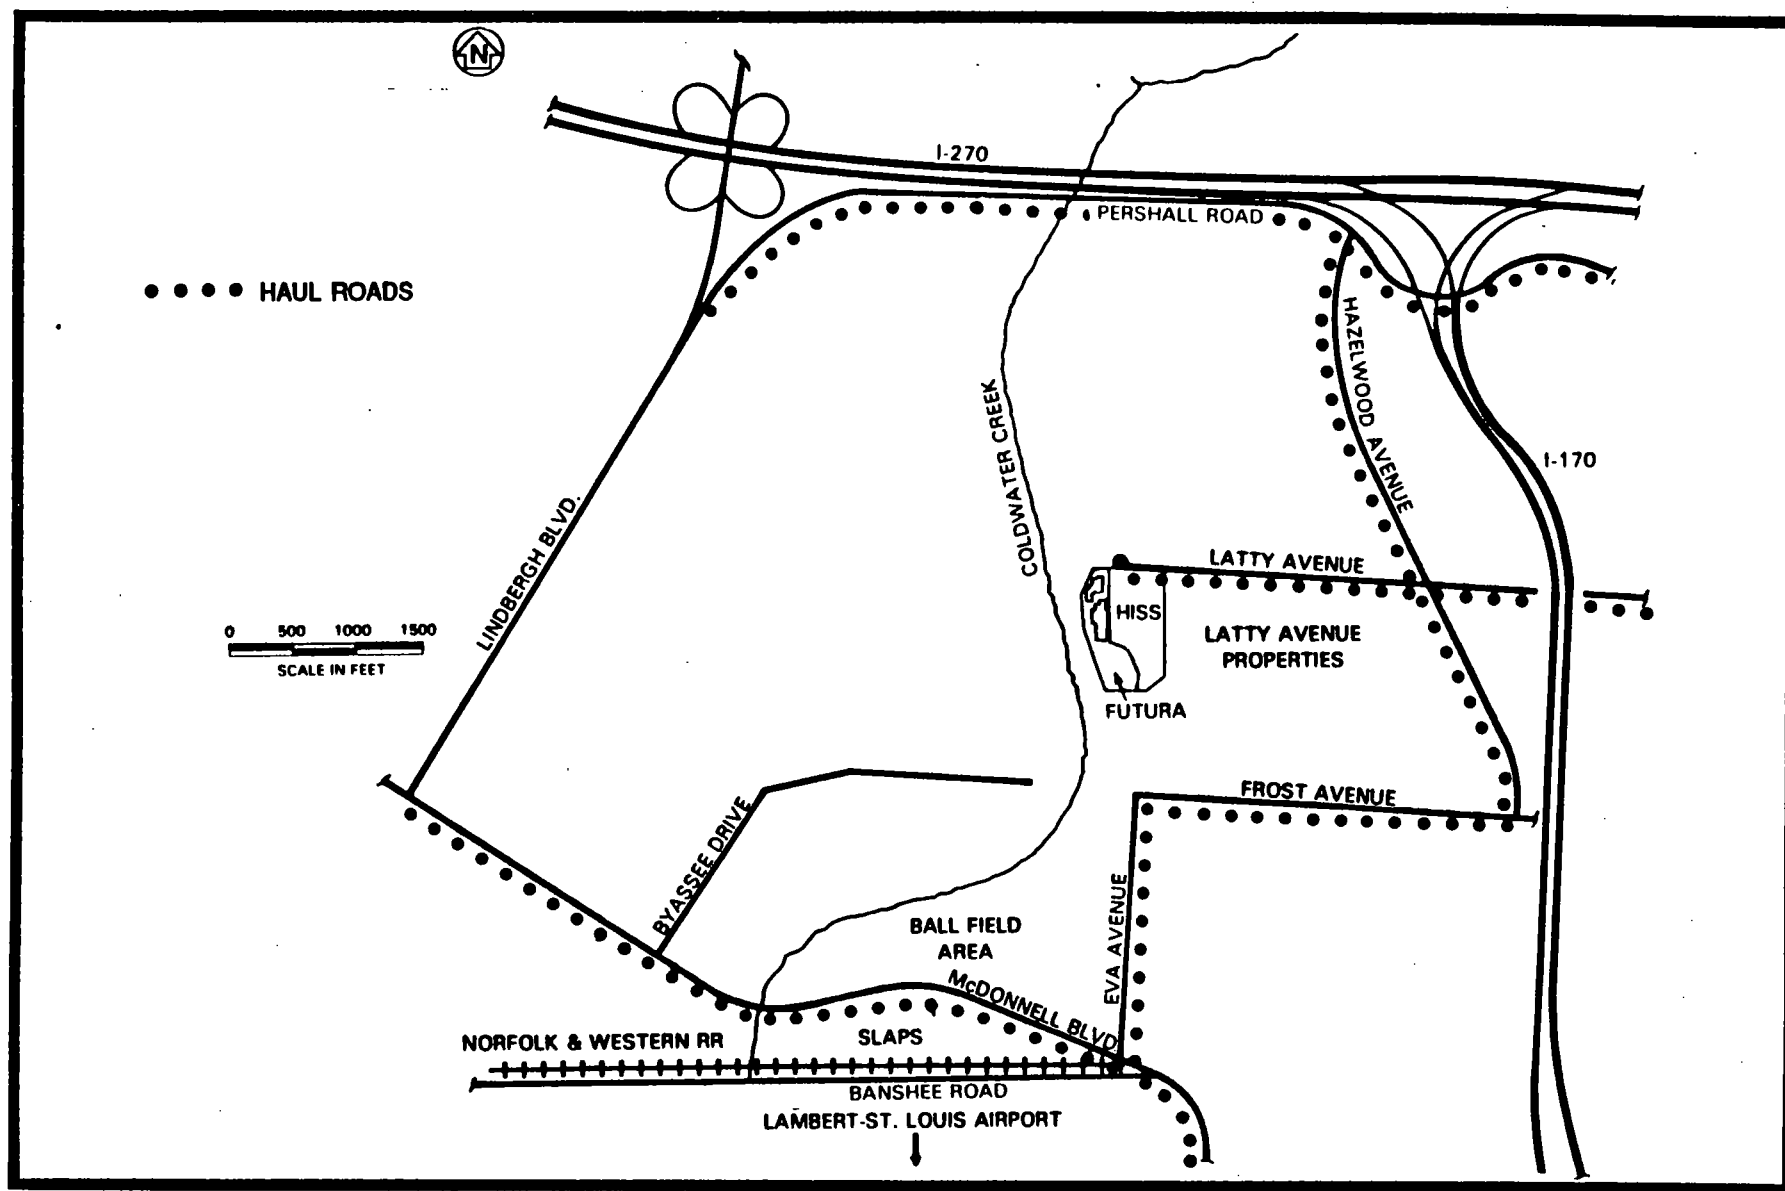 N
I-270
PERSHALL ROAD
HAUL ROADS
HAZELWOOD AVENUE
I-170
COLDWATER CREEK
LINDBERGH BLVD.
LATTY AVENUE
HISS
LATTY AVENUE
PROPERTIES
0 500 1000 1500
SCALE IN FEET
FUTURA
FROST AVENUE
BYASSEE DRIVE
EVA AVENUE
BALL FIELD
AREA
McDONNELL BLVD.
NORFOLK & WESTERN RR
SLAPS
BANSHEE ROAD
LAMBERT-ST. LOUIS AIRPORT